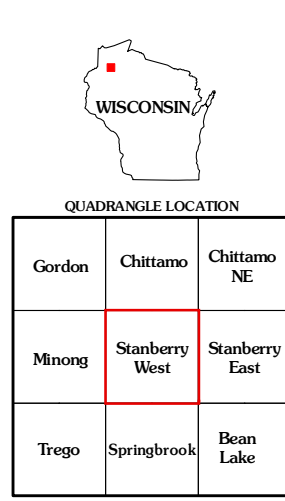 WISCONSIN
QUADRANGLE LOCATION
Gordon
Chittamo
Chittamo
NE
Minong
Stanberry
West
Stanberry
East
Trego
Springbrook
Bean
Lake